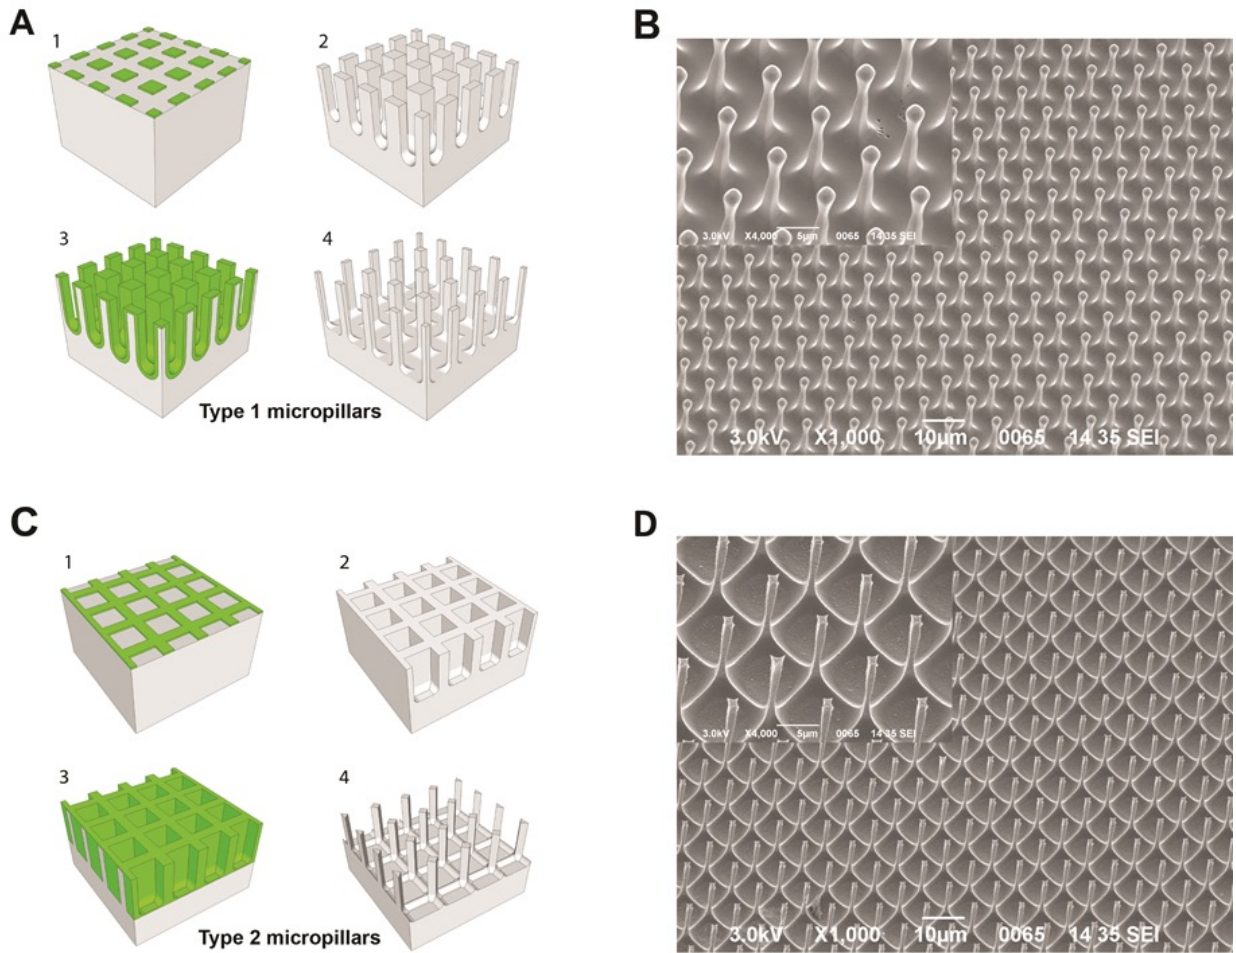 A
1
2
3
4
Type 1 micropillars
B
3.0kV X4,000 5µm 0065 14 35 SEI
3.0kV X1,000 10µm 0065 14 35 SEI
C
1
2
3
4
Type 2 micropillars
D
3.0kV X4,000 5µm 0065 14 35 SEI
3.0kV X1,000 10µm 0065 14 35 SEI